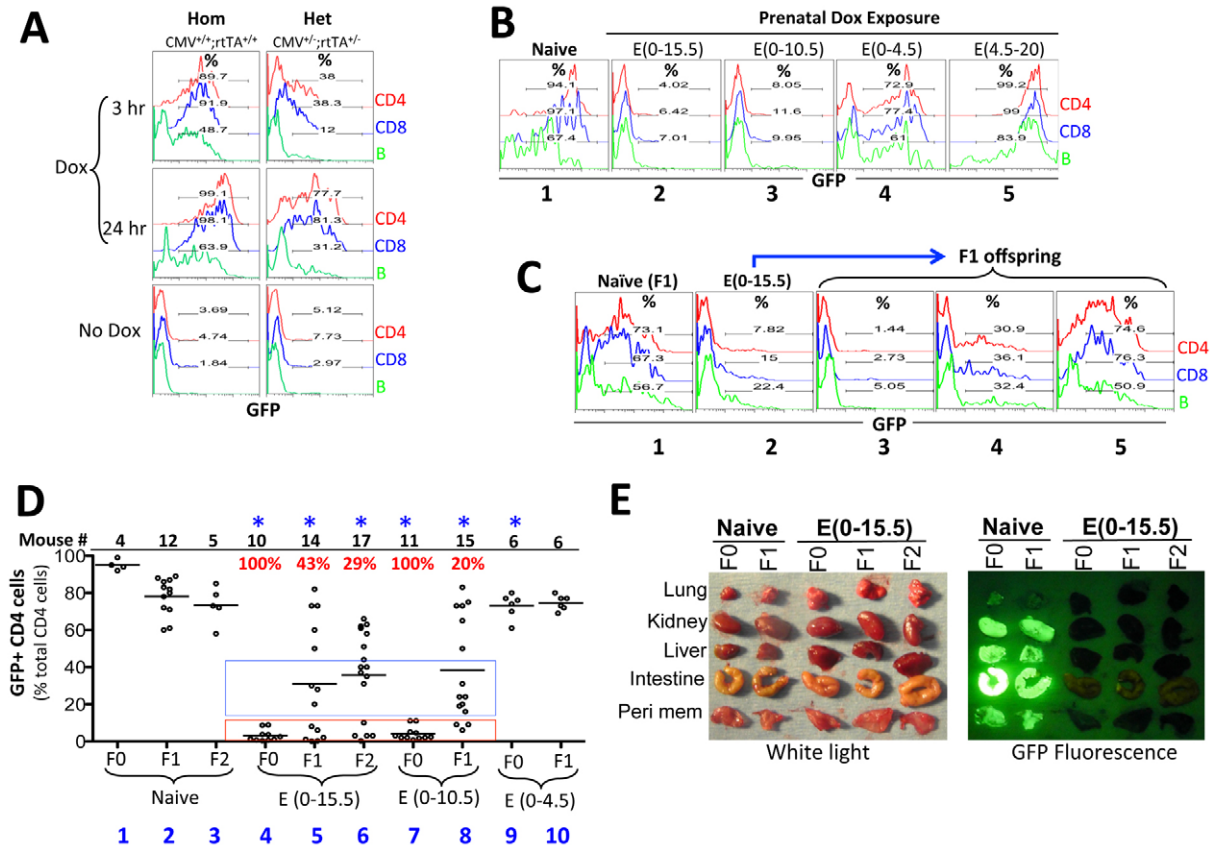 A
Hom Het
CMV+/+;rtTA+/+ CMV+/-;rtTA+/-
% %
89.7 38
91.9 38.3
48.7 12
3 hr
CD4
CD8
B
Dox
99.1 77.7
98.1 81.3
63.9 31.2
24 hr
CD4
CD8
B
No Dox
3.69 5.12
4.74 7.73
1.84 2.97
CD4
CD8
B
GFP
B
Prenatal Dox Exposure
Naive E(0-15.5) E(0-10.5) E(0-4.5) E(4.5-20)
% % % % %
94.1 4.02 8.05 72.9 99.2
97.1 6.42 11.6 77.4 99
67.4 7.01 9.95 61 83.9
CD4
CD8
B
GFP
1 2 3 4 5
C
F1 offspring
Naïve (F1) E(0-15.5)
% % % % %
73.1 7.82 1.44 30.9 74.6
67.3 15 2.73 36.1 76.3
56.7 22.4 5.05 32.4 50.9
CD4
CD8
B
GFP
1 2 3 4 5
D
* * * * * *
Mouse # 4 12 5 10 14 17 11 15 6 6
100% 43% 29% 100% 20%
GFP+ CD4 cells
(% total CD4 cells)
100
80
60
40
20
0
F0 F1 F2 F0 F1 F2 F0 F1 F0 F1
Naive E (0-15.5) E (0-10.5) E (0-4.5)
1 2 3 4 5 6 7 8 9 10
E
Naive E(0-15.5) Naive E(0-15.5)
F0 F1 F0 F1 F2 F0 F1 F0 F1 F2
Lung
Kidney
Liver
Intestine
Peri mem
White light GFP Fluorescence